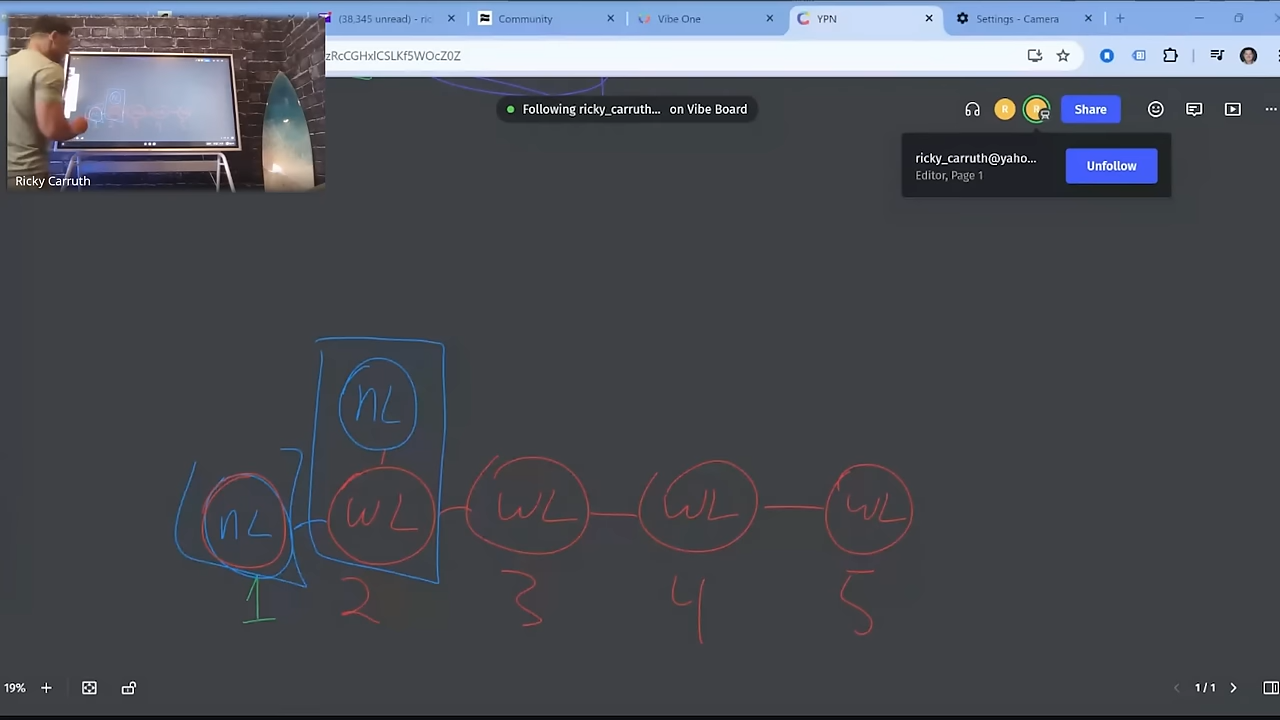 (38,345 unread) - ric
Community
Vibe One
YPN
Settings - Camera
zRcCGHxICSLKf5WOcZ0Z
Following ricky_carruth... on Vibe Board
R
Share
ricky_carruth@yaho...
Editor, Page 1
Unfollow
Ricky Carruth
nL
nL WL WL WL WL
1 2 3 4 5
19%
1/1